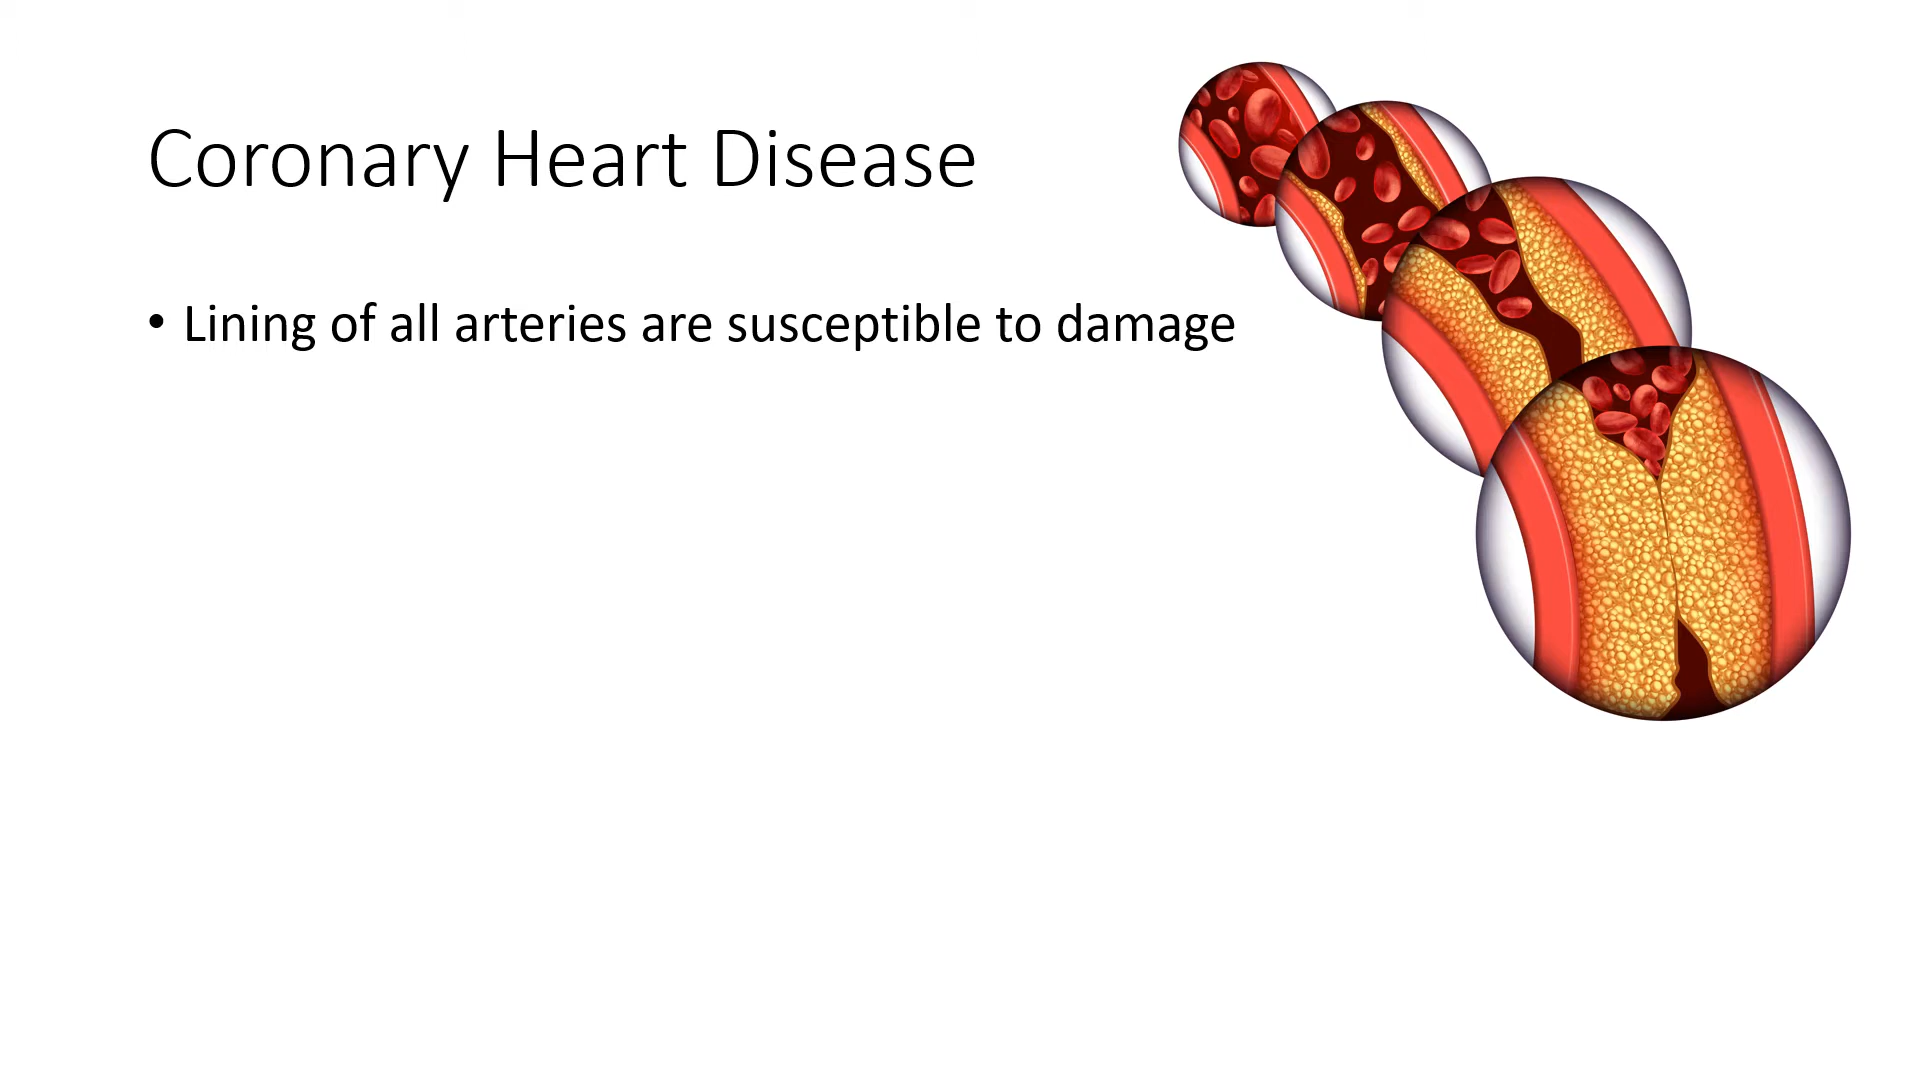 Coronary Heart Disease
• Lining of all arteries are susceptible to damage